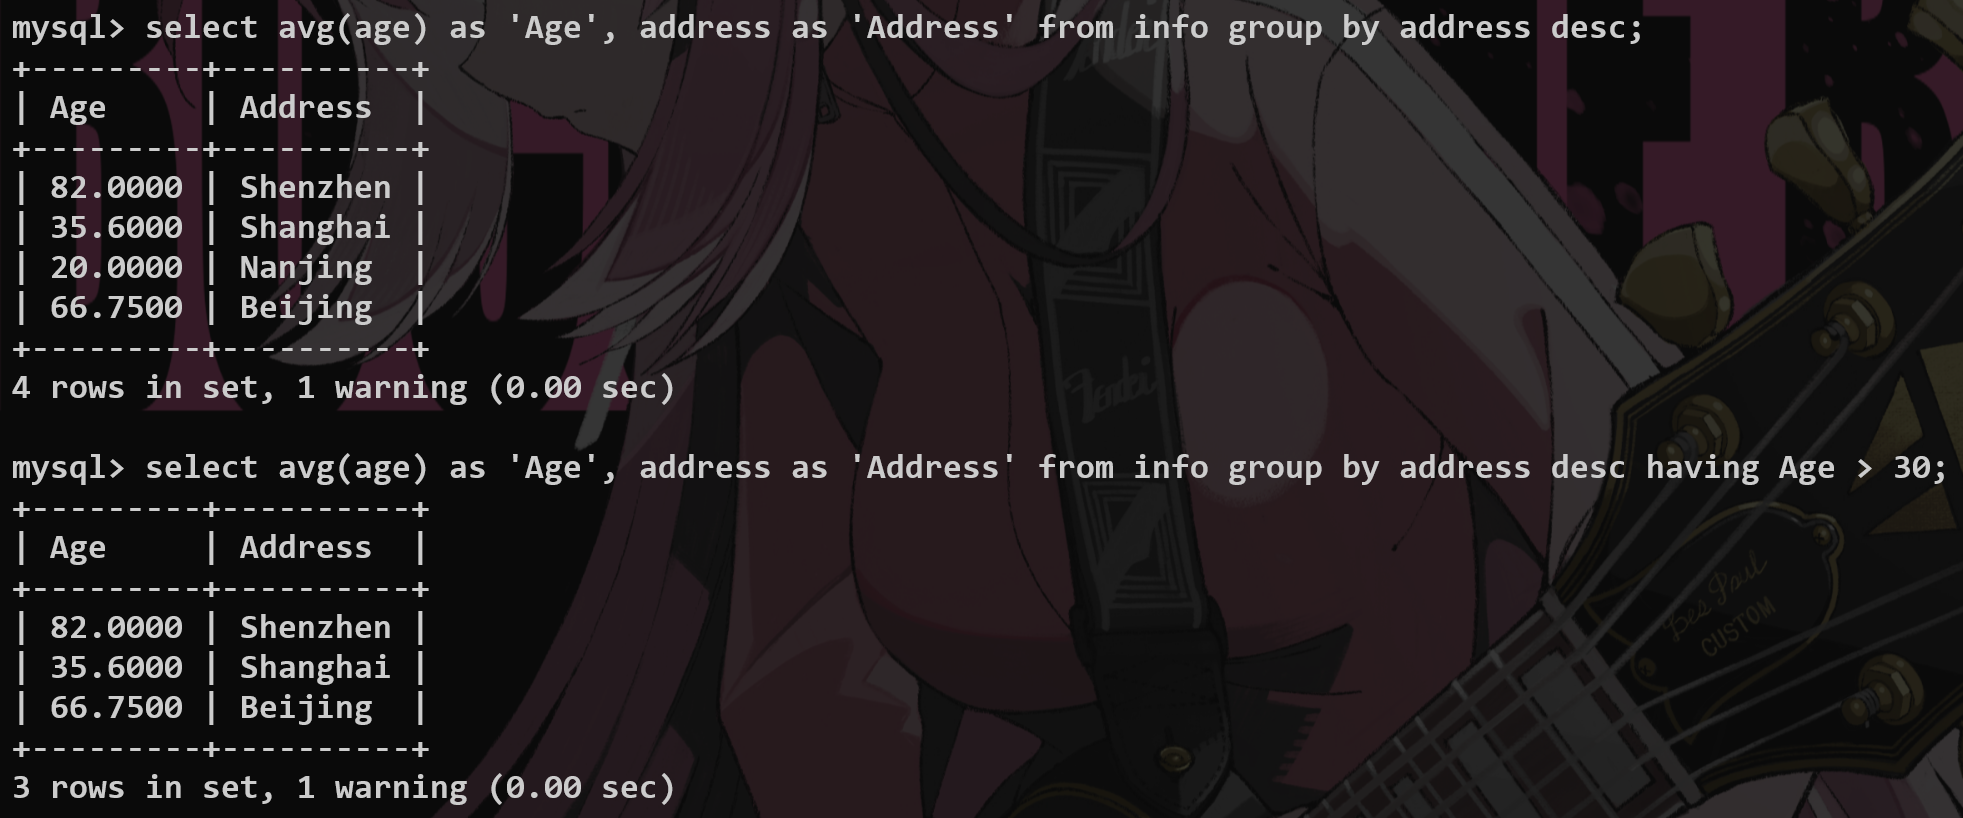 mysql> select avg(age) as 'Age', address as 'Address' from info group by address desc;
+---------+----------+
| Age     | Address  |
+---------+----------+
| 82.0000 | Shenzhen |
| 35.6000 | Shanghai |
| 20.0000 | Nanjing  |
| 66.7500 | Beijing  |
+---------+----------+
4 rows in set, 1 warning (0.00 sec)
mysql> select avg(age) as 'Age', address as 'Address' from info group by address desc having Age > 30;
+---------+----------+
| Age     | Address  |
+---------+----------+
| 82.0000 | Shenzhen |
| 35.6000 | Shanghai |
| 66.7500 | Beijing  |
+---------+----------+
3 rows in set, 1 warning (0.00 sec)
Les Paul
CUSTOM